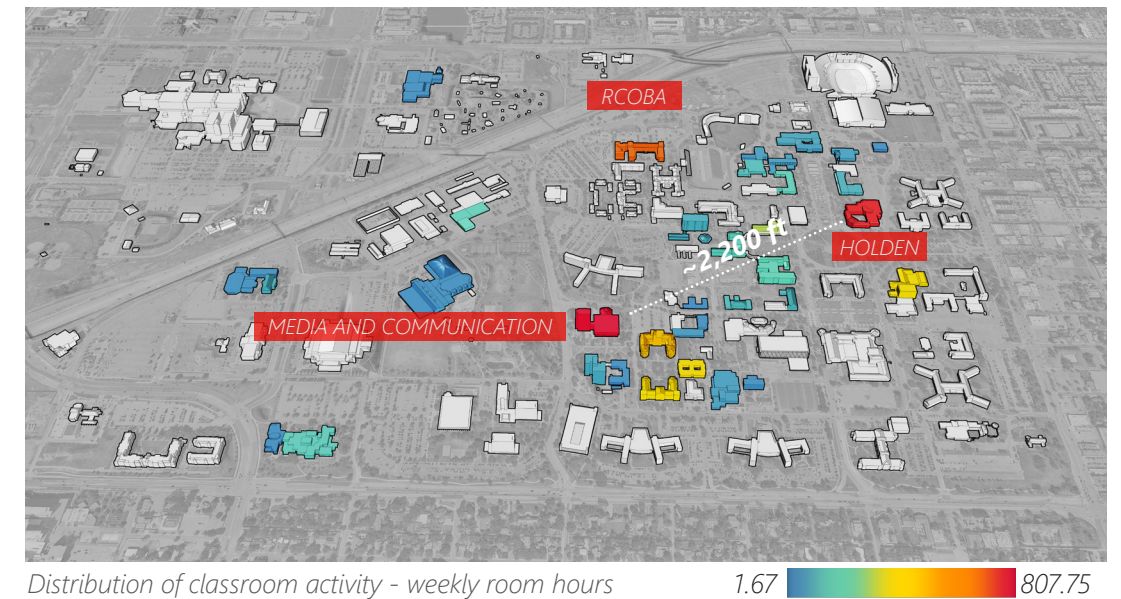 RCOBA
~2,200 ft
HOLDEN
MEDIA AND COMMUNICATION
Distribution of classroom activity - weekly room hours
1.67
807.75